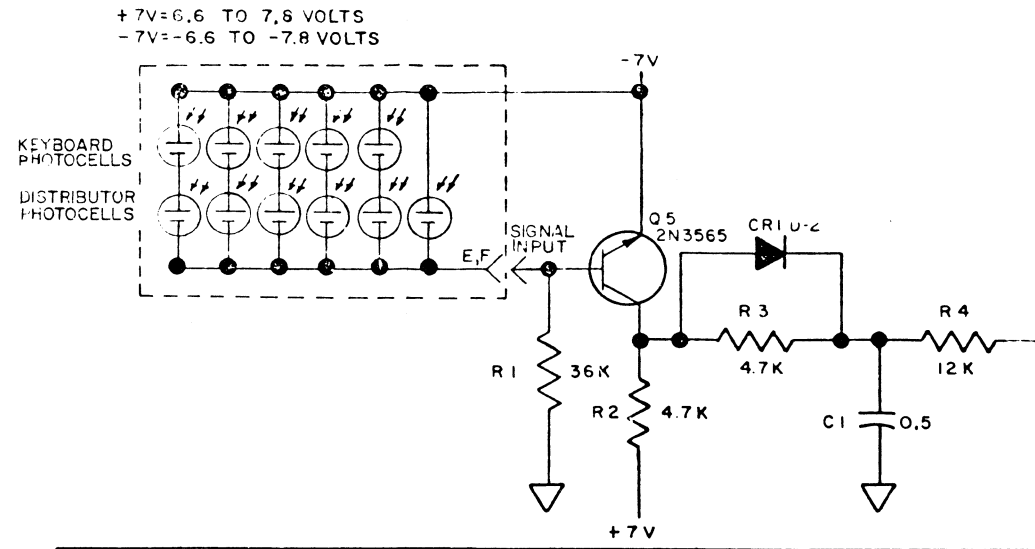 +7V=6.6 TO 7.8 VOLTS
-7V=-6.6 TO -7.8 VOLTS
-7V
KEYBOARD
PHOTOCELLS
DISTRIBUTOR
PHOTOCELLS
SIGNAL
INPUT
E,F
Q5
2N3565
CR1 D-2
R3
4.7K
R4
12K
R1
36K
R2
4.7K
C1
0.5
+7V